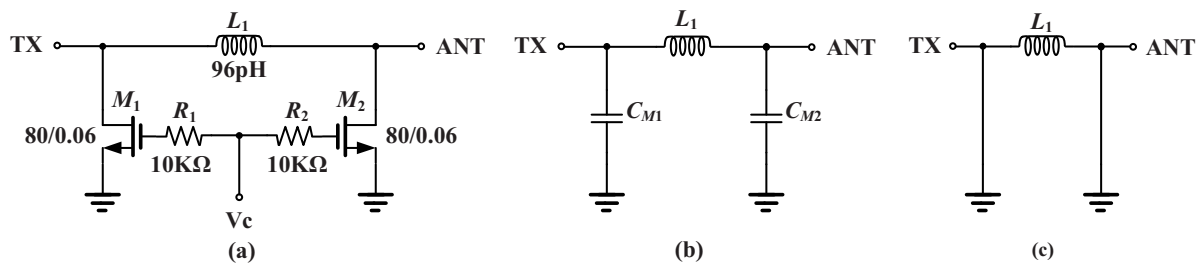 TX
L1
ANT
96pH
M1
R1
R2
M2
80/0.06
10KΩ
10KΩ
80/0.06
Vc
(a)
TX
L1
ANT
CM1
CM2
(b)
TX
L1
ANT
(c)